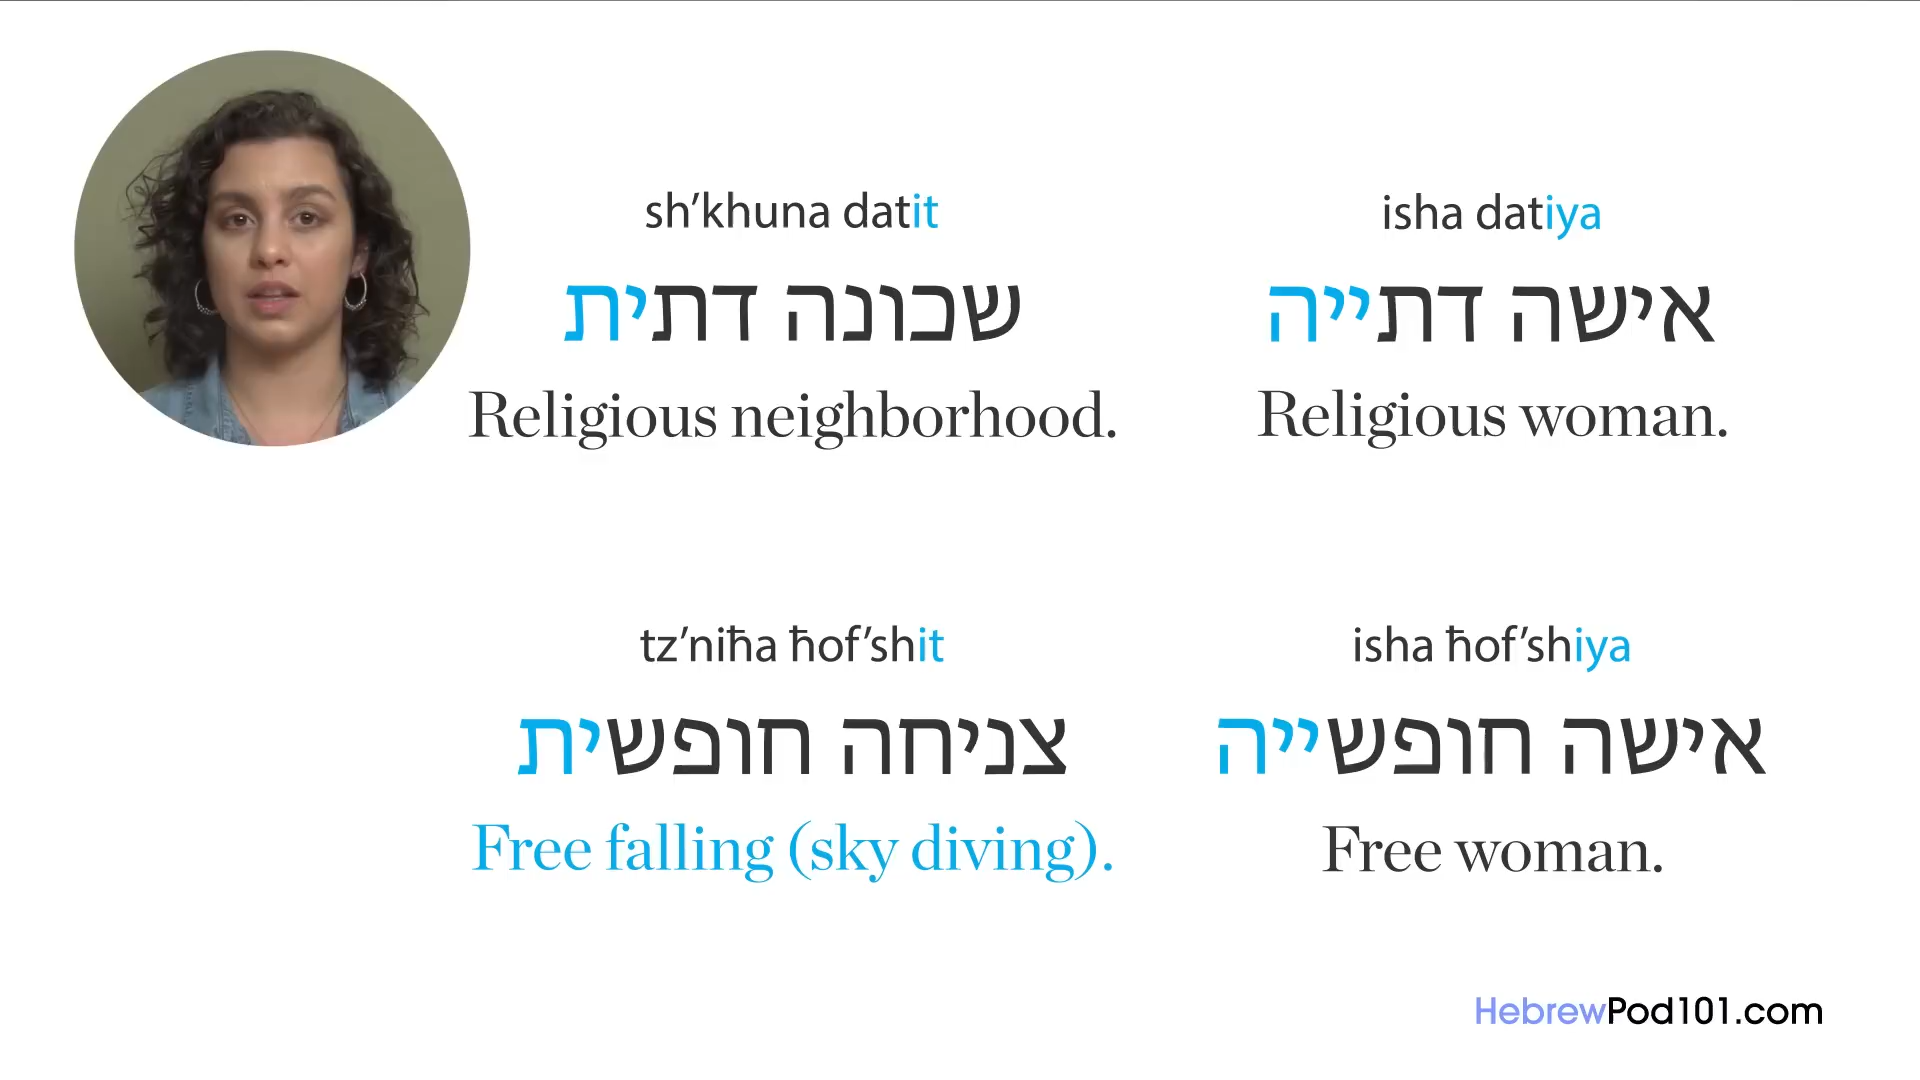 sh’khuna datit
שכונה דתית
Religious neighborhood.
isha datiya
אישה דתייה
Religious woman.
tz’niħa ħof’shit
צניחה חופשית
Free falling (sky diving).
isha ħof’shiya
אישה חופשייה
Free woman.
HebrewPod101.com